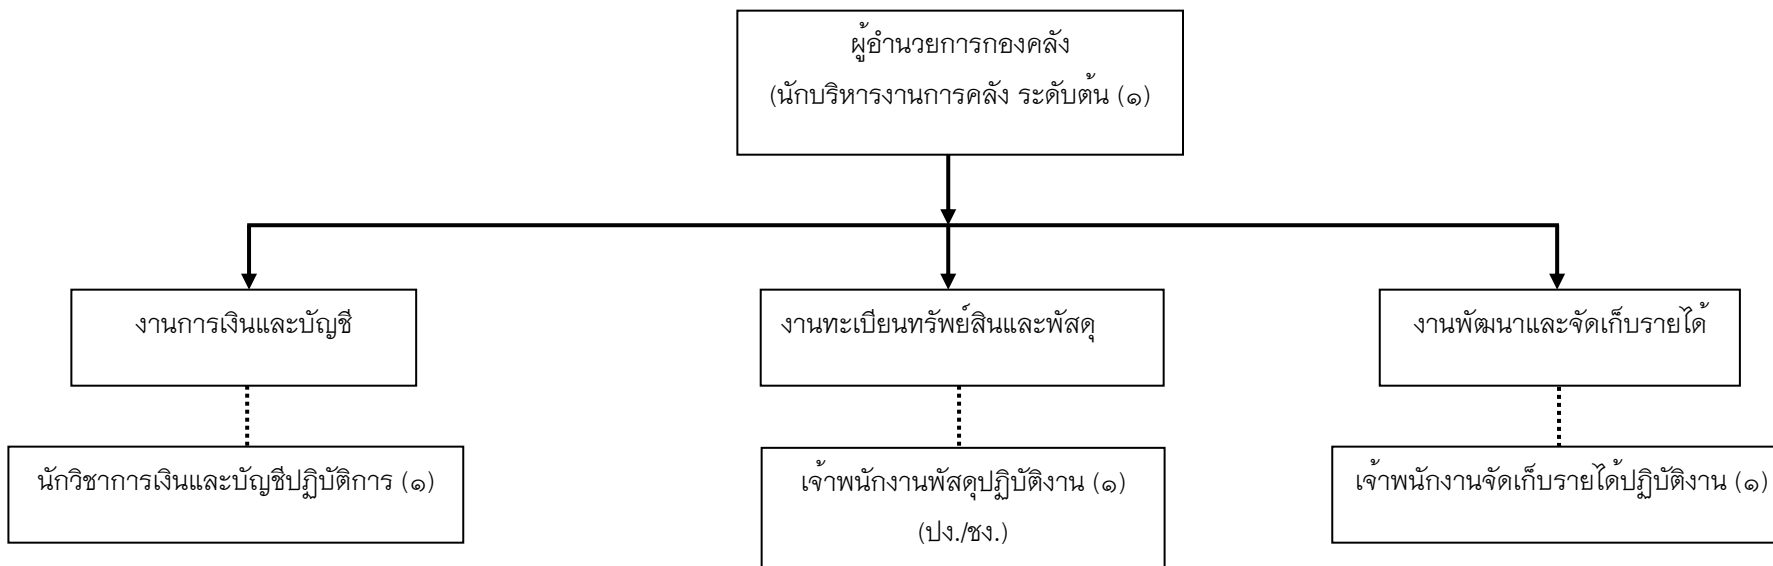 ผู้อำนวยการกองคลัง
(นักบริหารงานการคลัง ระดับต้น (๑)
งานการเงินและบัญชี
งานทะเบียนทรัพย์สินและพัสดุ
งานพัฒนาและจัดเก็บรายได้
นักวิชาการเงินและบัญชีปฏิบัติการ (๑)
เจ้าพนักงานพัสดุปฏิบัติงาน (๑)
(ปง./ชง.)
เจ้าพนักงานจัดเก็บรายได้ปฏิบัติงาน (๑)